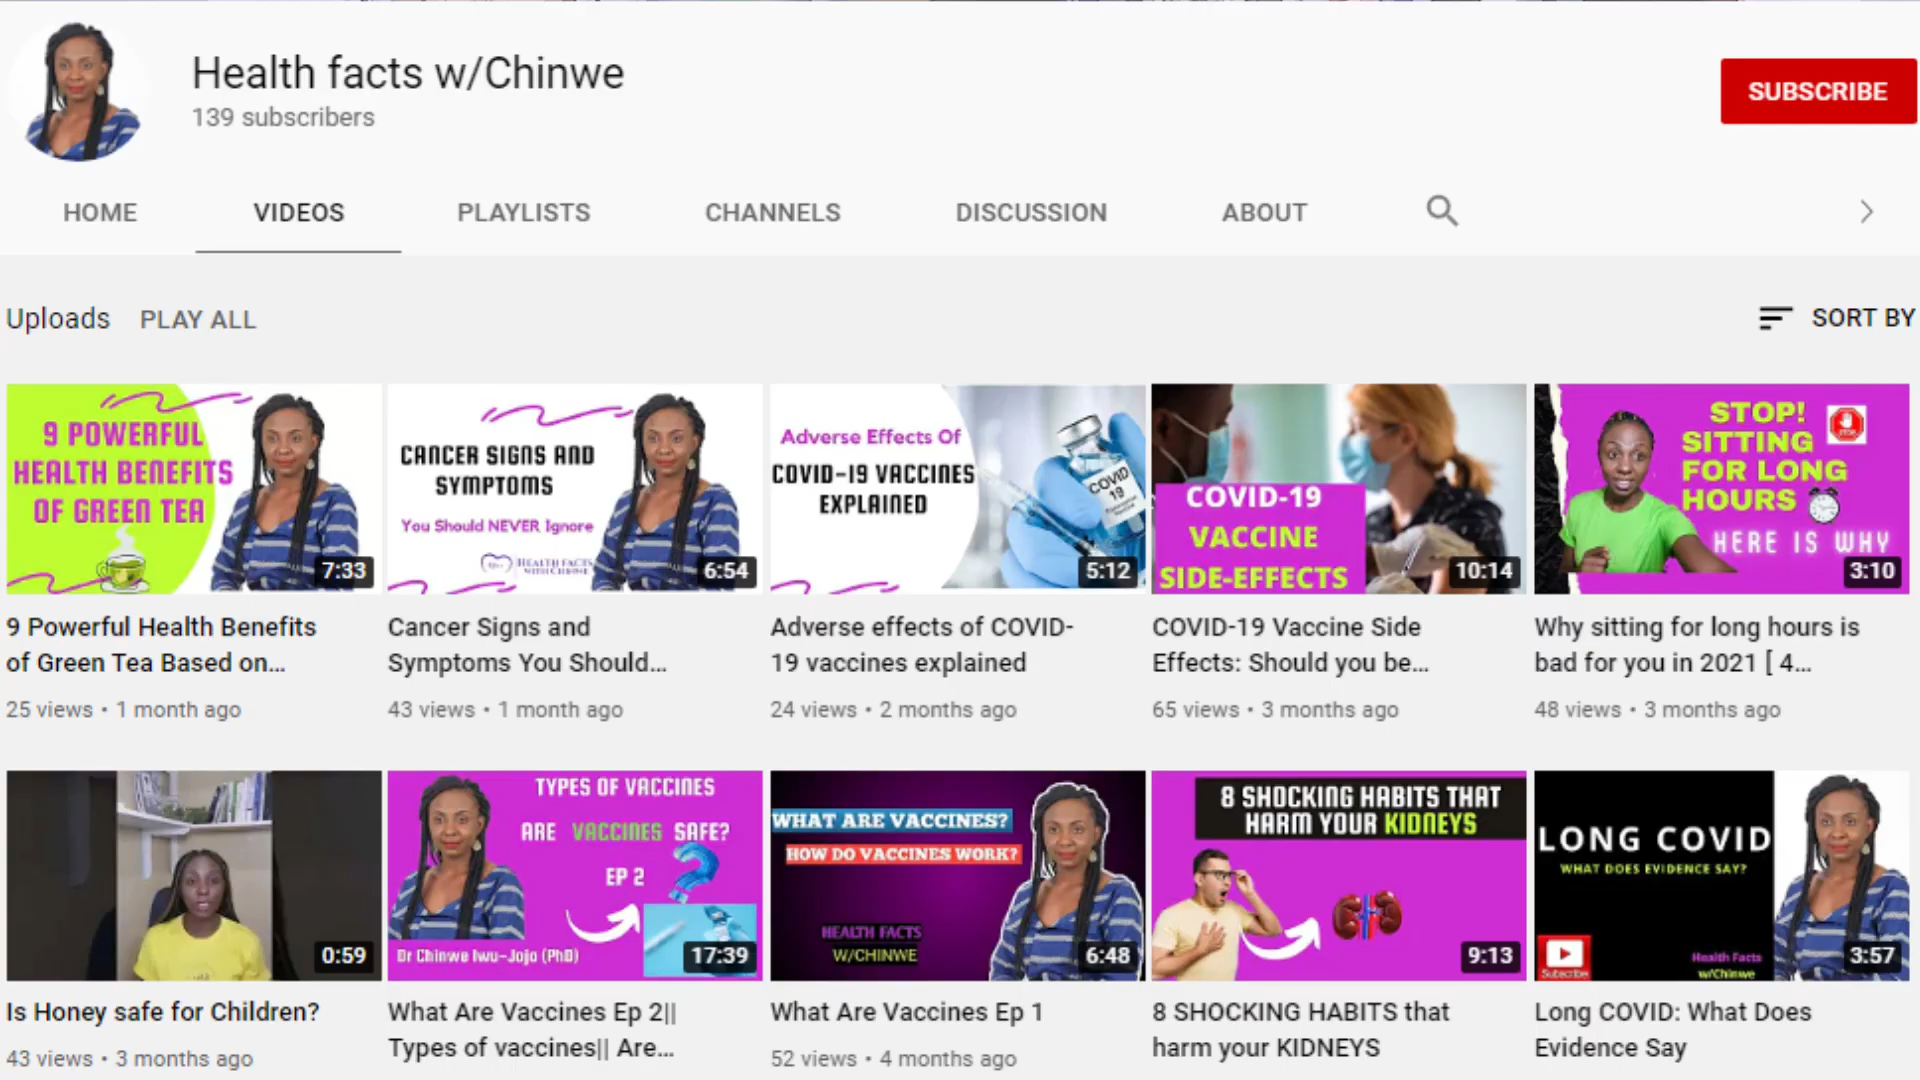 Health facts w/Chinwe
139 subscribers
SUBSCRIBE
HOME
VIDEOS
PLAYLISTS
CHANNELS
DISCUSSION
ABOUT
Uploads
PLAY ALL
SORT BY
9 POWERFUL
HEALTH BENEFITS
OF GREEN TEA
7:33
CANCER SIGNS AND
SYMPTOMS
You Should NEVER Ignore
HEALTH FACTS
WITH CHINWE
6:54
Adverse Effects Of
COVID-19 VACCINES
EXPLAINED
COVID
19
5:12
COVID-19
VACCINE
SIDE-EFFECTS
10:14
STOP!
SITTING
FOR LONG
HOURS
HERE IS WHY
3:10
9 Powerful Health Benefits
of Green Tea Based on...
25 views • 1 month ago
Cancer Signs and
Symptoms You Should...
43 views • 1 month ago
Adverse effects of COVID-
19 vaccines explained
24 views • 2 months ago
COVID-19 Vaccine Side
Effects: Should you be...
65 views • 3 months ago
Why sitting for long hours is
bad for you in 2021 [ 4...
48 views • 3 months ago
0:59
TYPES OF VACCINES
ARE VACCINES SAFE?
EP 2
Dr Chinwe Iwu-Jojo (PhD)
17:39
WHAT ARE VACCINES?
HOW DO VACCINES WORK?
HEALTH FACTS
W/CHINWE
6:48
8 SHOCKING HABITS THAT
HARM YOUR KIDNEYS
9:13
LONG COVID
WHAT DOES EVIDENCE SAY?
Subscribe
Health Facts
w/Chinwe
3:57
Is Honey safe for Children?
43 views • 3 months ago
What Are Vaccines Ep 2||
Types of vaccines|| Are...
What Are Vaccines Ep 1
52 views • 4 months ago
8 SHOCKING HABITS that
harm your KIDNEYS
Long COVID: What Does
Evidence Say